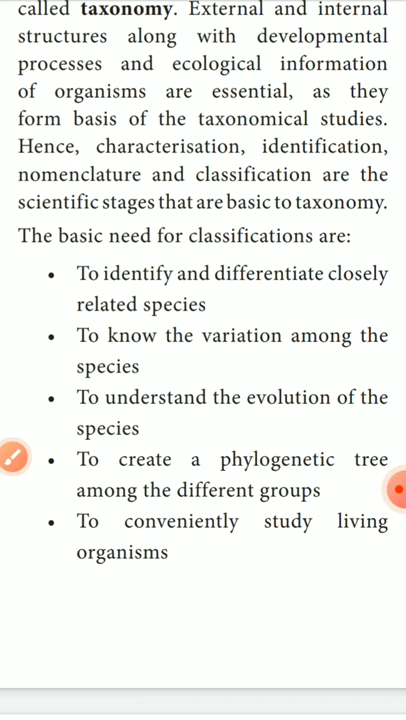 called taxonomy. External and internal
structures along with developmental
processes and ecological information
of organisms are essential, as they
form basis of the taxonomical studies.
Hence, characterisation, identification,
nomenclature and classification are the
scientific stages that are basic to taxonomy.
The basic need for classifications are:
• To identify and differentiate closely
related species
• To know the variation among the
species
• To understand the evolution of the
species
• To create a phylogenetic tree
among the different groups
• To conveniently study living
organisms